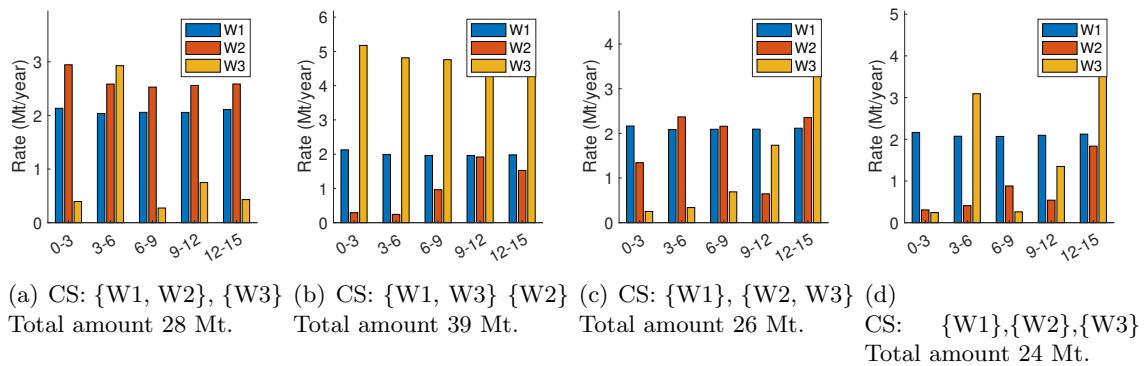 3
2
1
0
Rate (Mt/year)
W1
W2
W3
0-3
3-6
6-9
9-12
12-15
6
5
4
3
2
1
0
Rate (Mt/year)
W1
W2
W3
0-3
3-6
6-9
9-12
12-15
4
3
2
1
0
Rate (Mt/year)
W1
W2
W3
0-3
3-6
6-9
9-12
12-15
5
4
3
2
1
0
Rate (Mt/year)
W1
W2
W3
0-3
3-6
6-9
9-12
12-15
(a) CS: {W1, W2}, {W3}
Total amount 28 Mt.
(b) CS: {W1, W3} {W2}
Total amount 39 Mt.
(c) CS: {W1}, {W2, W3}
Total amount 26 Mt.
(d)
CS: {W1},{W2},{W3}
Total amount 24 Mt.